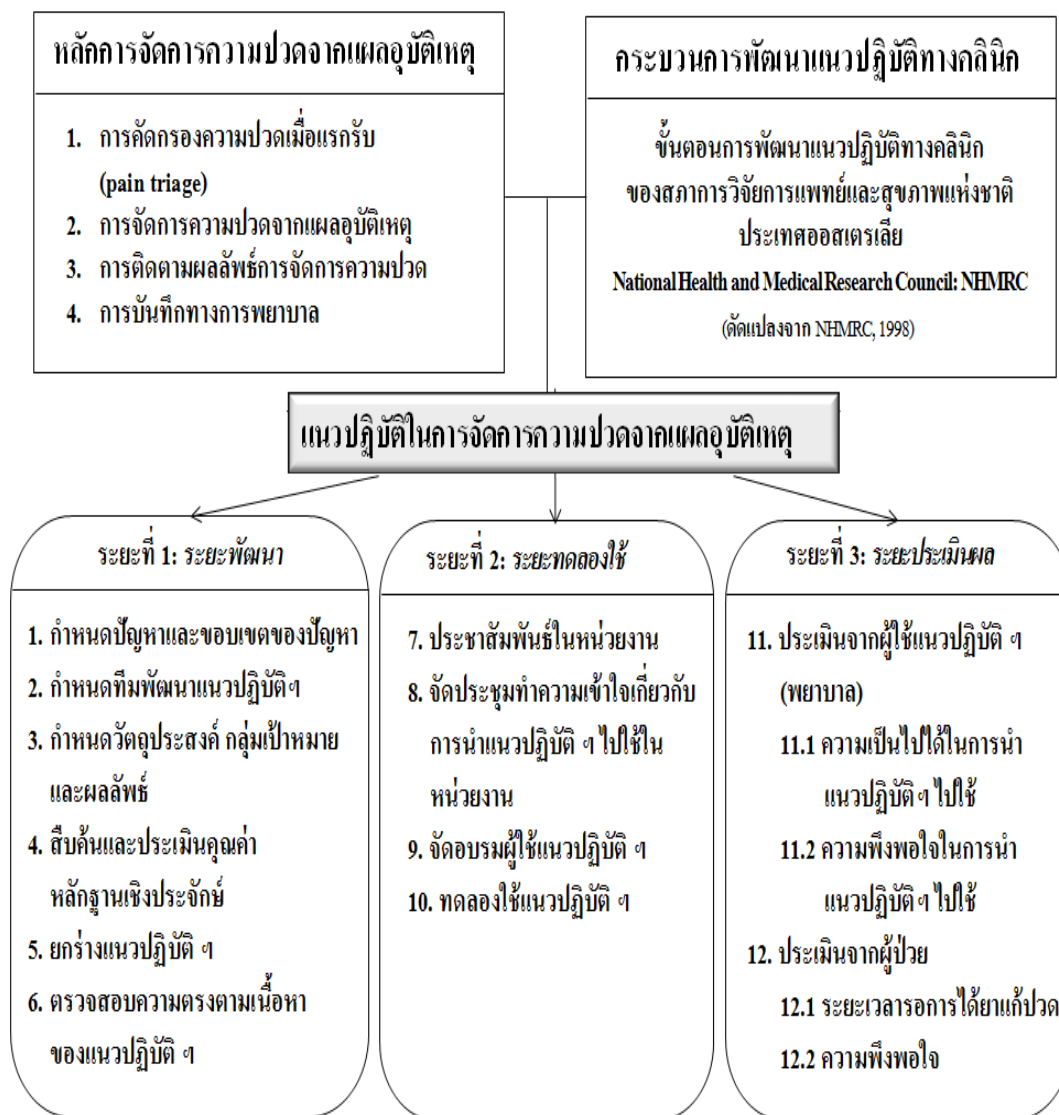 หลักการจัดการความปวดจากแผลอุบัติเหตุ
1. การคัดกรองความปวดเมื่อแรกรับ
(pain triage)
2. การจัดการความปวดจากแผลอุบัติเหตุ
3. การติดตามผลลัพธ์การจัดการความปวด
4. การบันทึกทางการพยาบาล
กระบวนการพัฒนาแนวปฏิบัติทางคลินิก
ขั้นตอนการพัฒนาแนวปฏิบัติทางคลินิก
ของสภาการวิจัยการแพทย์และสุขภาพแห่งชาติ
ประเทศออสเตรเลีย
National Health and Medical Research Council: NHMRC
(ดัดแปลงจาก NHMRC, 1998)
แนวปฏิบัติในการจัดการความปวดจากแผลอุบัติเหตุ
ระยะที่ 1: ระยะพัฒนา
1. กำหนดปัญหาและขอบเขตของปัญหา
2. กำหนดทีมพัฒนาแนวปฏิบัติฯ
3. กำหนดวัตถุประสงค์ กลุ่มเป้าหมาย
และผลลัพธ์
4. สืบค้นและประเมินคุณค่า
หลักฐานเชิงประจักษ์
5. ยกร่างแนวปฏิบัติ ฯ
6. ตรวจสอบความตรงตามเนื้อหา
ของแนวปฏิบัติ ฯ
ระยะที่ 2: ระยะทดลองใช้
7. ประชาสัมพันธ์ในหน่วยงาน
8. จัดประชุมทำความเข้าใจเกี่ยวกับ
การนำแนวปฏิบัติ ฯ ไปใช้ใน
หน่วยงาน
9. จัดอบรมผู้ใช้แนวปฏิบัติ ฯ
10. ทดลองใช้แนวปฏิบัติ ฯ
ระยะที่ 3: ระยะประเมินผล
11. ประเมินจากผู้ใช้แนวปฏิบัติ ฯ
(พยาบาล)
11.1 ความเป็นไปได้ในการนำ
แนวปฏิบัติ ฯ ไปใช้
11.2 ความพึงพอใจในการนำ
แนวปฏิบัติ ฯ ไปใช้
12. ประเมินจากผู้ป่วย
12.1 ระยะเวลารอการได้ยาแก้ปวด
12.2 ความพึงพอใจ